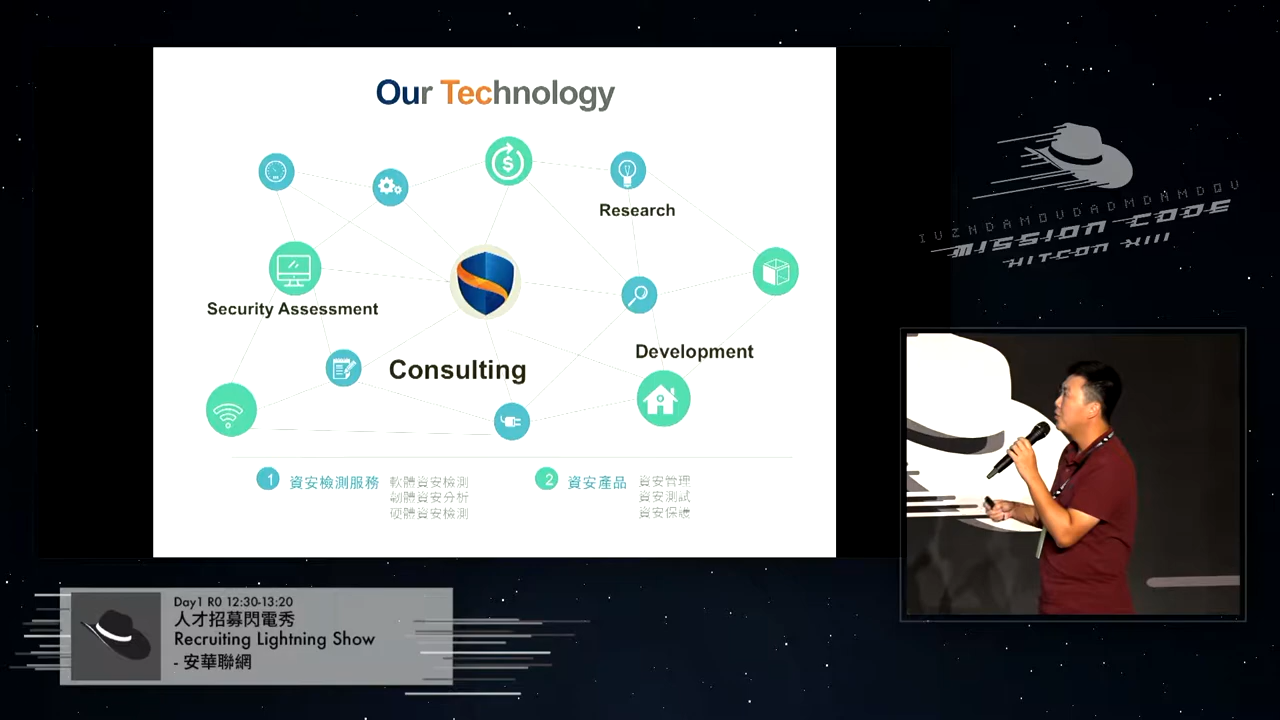 Our Technology
Research
Security Assessment
Development
Consulting
1 資安檢測服務 軟體資安檢測
韌體資安分析
硬體資安檢測
2 資安產品 資安管理
資安測試
資安保護
MISSION CODE
HITCON XIII
Day1 R0 12:30-13:20
人才招募閃電秀
Recruiting Lightning Show
- 安華聯網